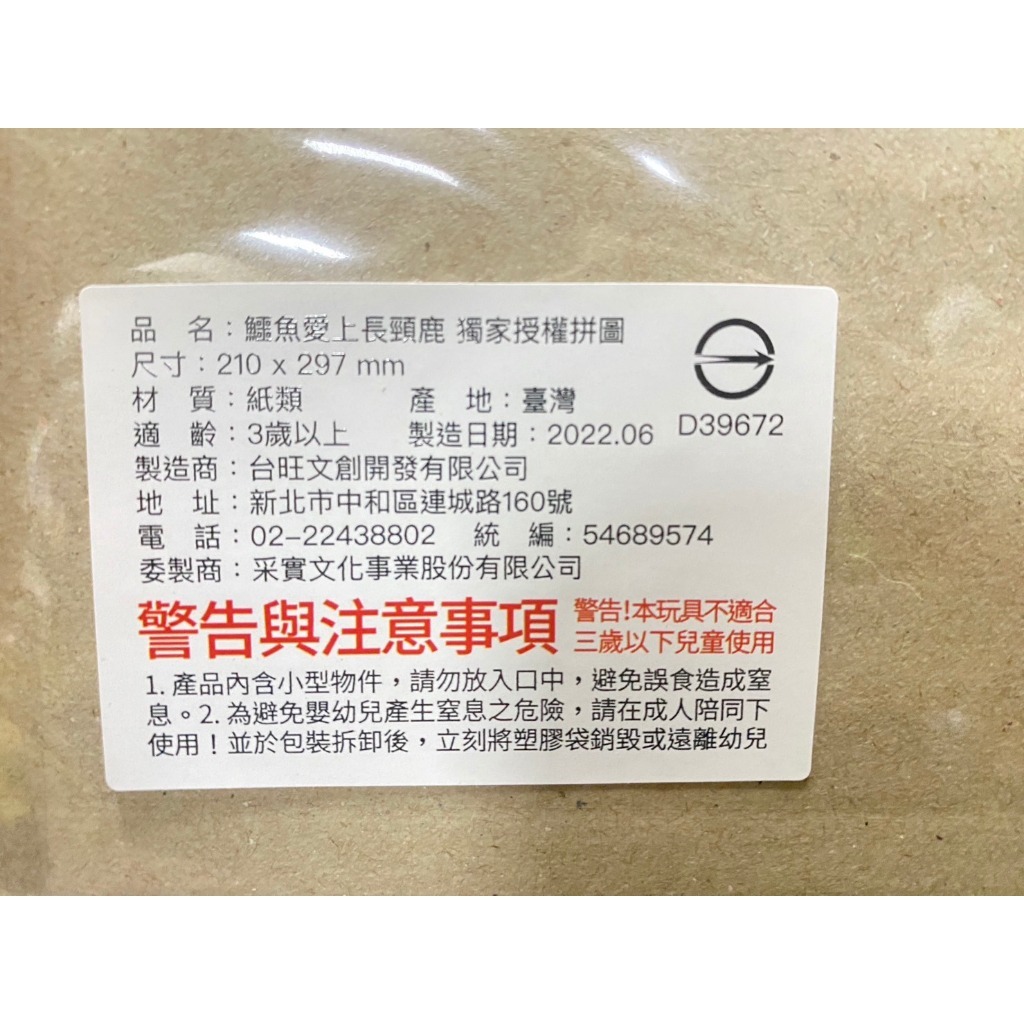 品　名：鱷魚愛上長頸鹿 獨家授權拼圖
尺寸：210 x 297 mm
材　質：紙類　產　地：臺灣
適　齡：3歲以上　製造日期：2022.06
D39672
製造商：台旺文創開發有限公司
地　址：新北市中和區連城路160號
電　話：02-22438802　統　編：54689574
委製商：采實文化事業股份有限公司
警告與注意事項
警告!本玩具不適合
三歲以下兒童使用
1. 產品內含小型物件，請勿放入口中，避免誤食造成窒
息。2. 為避免嬰幼兒產生窒息之危險，請在成人陪同下
使用！並於包裝拆卸後，立刻將塑膠袋銷毀或遠離幼兒